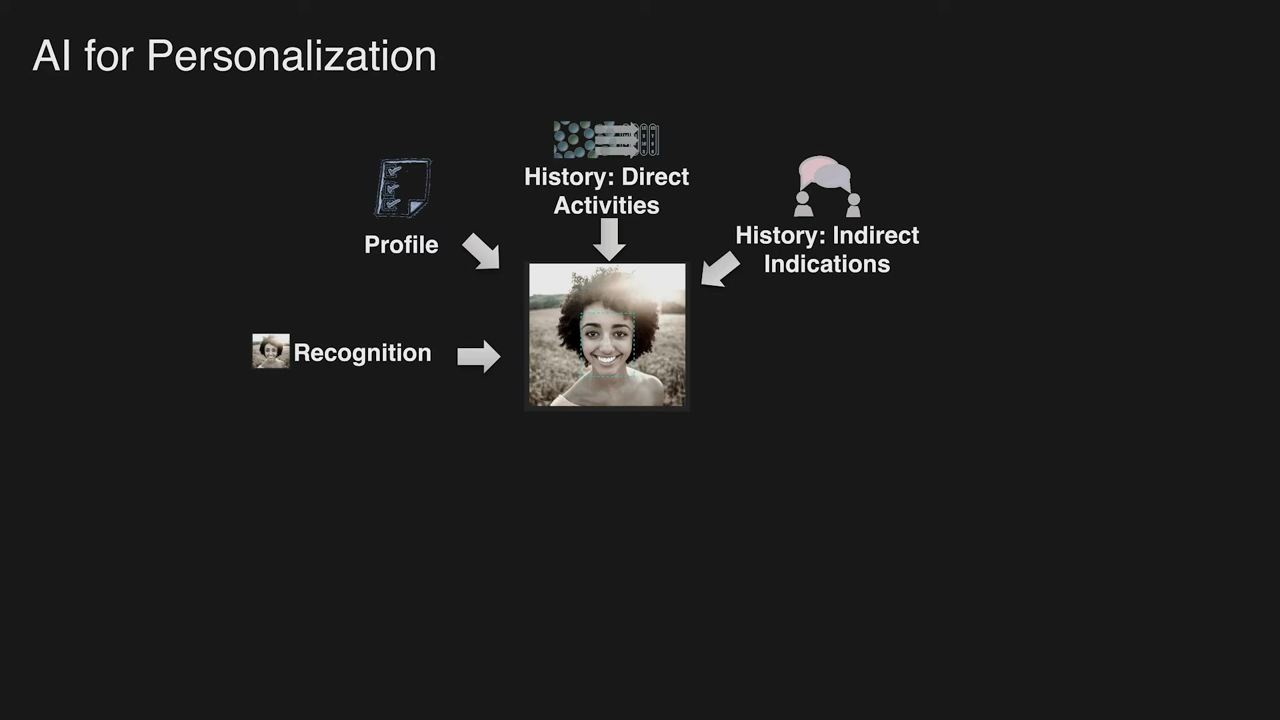 AI for Personalization
History: Direct
Activities
Profile
History: Indirect
Indications
Recognition